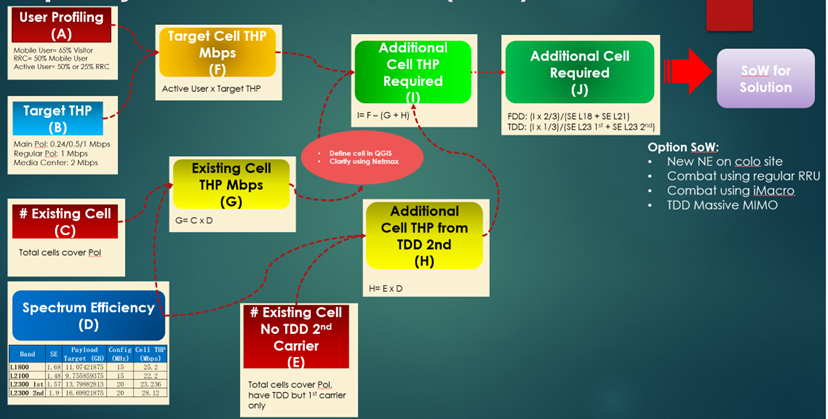 User Profiling
(A)
Mobile User= 65% Visitor
RRC= 50% Mobile User
Active User= 50% or 25% RRC
Target THP
(B)
Main PoI: 0.24/0.5/1 Mbps
Regular PoI: 1 Mbps
Media Center: 2 Mbps
# Existing Cell
(C)
Total cells cover PoI
Spectrum Efficiency
(D)
Band SE Payload Target (GB) Config (MHz) Cell THP (Mbps)
L1800 1.68 11.07421875 15 25.2
L2100 1.48 9.755859375 15 22.2
L2300 1st 1.57 13.79882813 20 23.236
L2300 2nd 1.9 16.69921875 20 28.12
Target Cell THP
Mbps
(F)
Active User x Target THP
Existing Cell
THP Mbps
(G)
G= C x D
# Existing Cell
No TDD 2nd
Carrier
(E)
Total cells cover PoI,
have TDD but 1st carrier
only
• Define cell in QGIS
• Clarify using Netmax
Additional
Cell THP
Required
(I)
I= F – (G + H)
Additional
Cell THP from
TDD 2nd
(H)
H= E x D
Additional Cell
Required
(J)
FDD: (I x 2/3)/(SE L18 + SE L21)
TDD: (I x 1/3)/(SE L23 1st + SE L23 2nd)
SoW for
Solution
Option SoW:
• New NE on colo site
• Combat using regular RRU
• Combat using iMacro
• TDD Massive MIMO